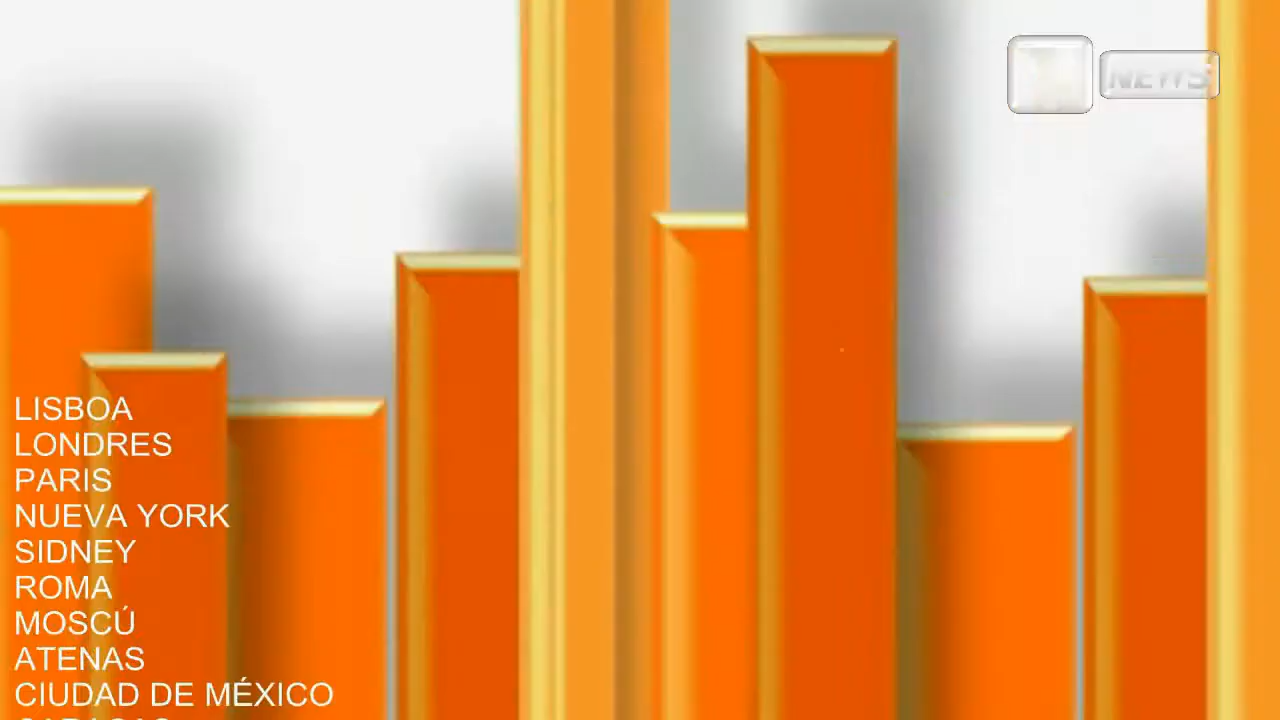 NEWS
LISBOA
LONDRES
PARIS
NUEVA YORK
SIDNEY
ROMA
MOSCÚ
ATENAS
CIUDAD DE MÉXICO